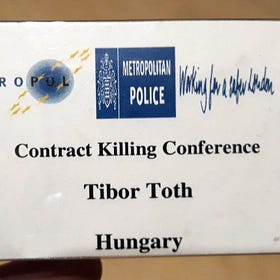 ROPOL
METROPOLITAN
POLICE
Working for a safer London
Contract Killing Conference
Tibor Toth
Hungary